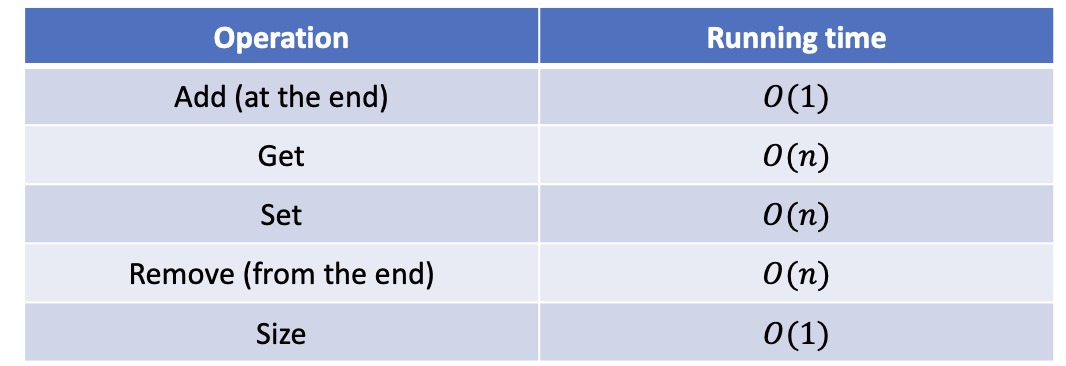 Operation Running time
Add (at the end) O(1)
Get O(n)
Set O(n)
Remove (from the end) O(n)
Size O(1)